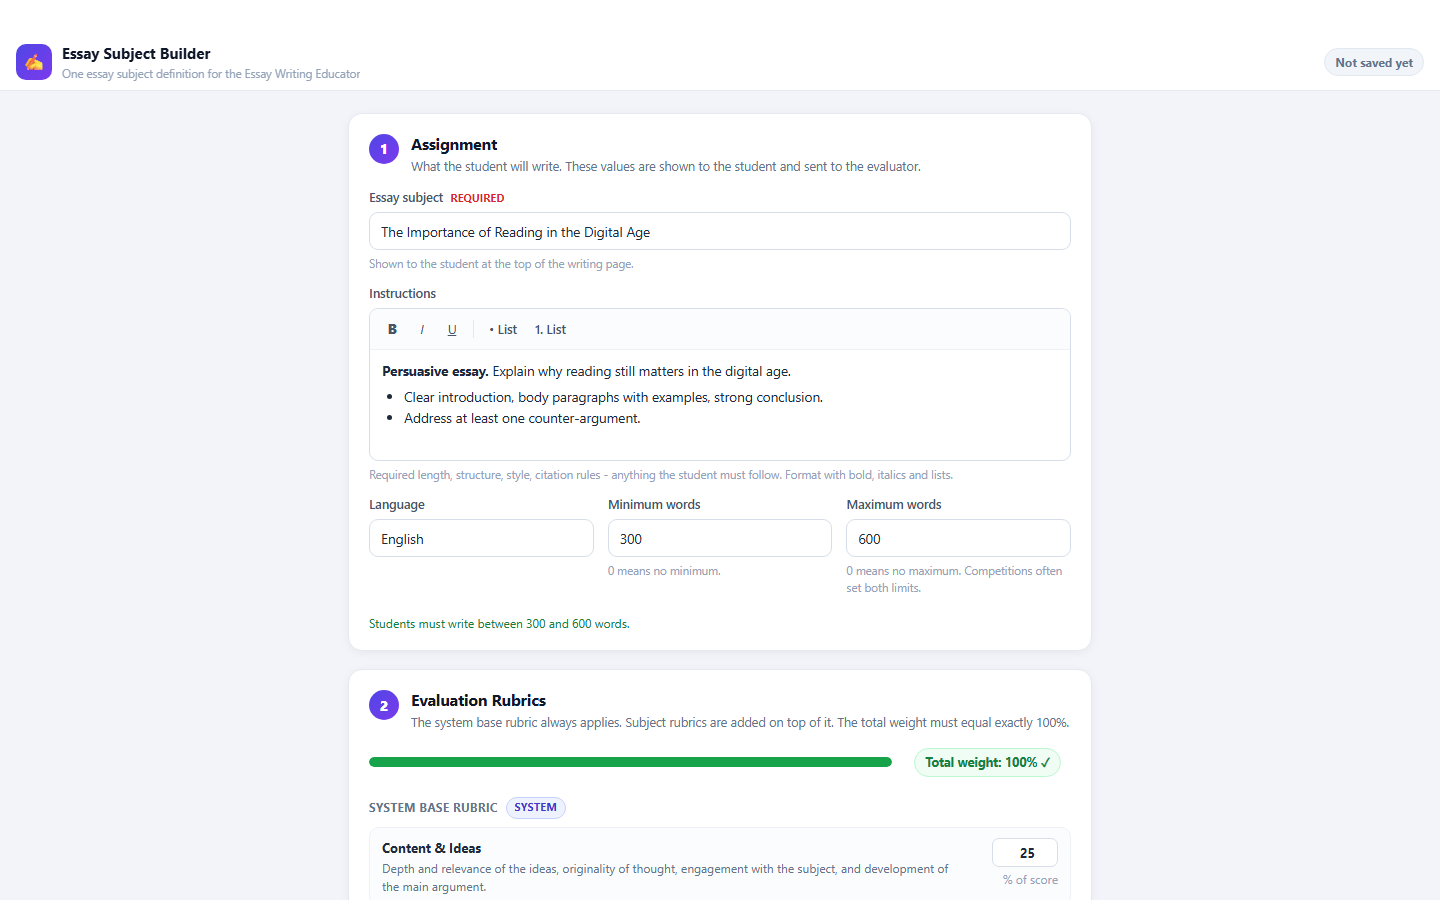 Essay Subject Builder
One essay subject definition for the Essay Writing Educator
Not saved yet
1
Assignment
What the student will write. These values are shown to the student and sent to the evaluator.
Essay subject REQUIRED
The Importance of Reading in the Digital Age
Shown to the student at the top of the writing page.
Instructions
B I U • List 1. List
Persuasive essay. Explain why reading still matters in the digital age.
• Clear introduction, body paragraphs with examples, strong conclusion.
• Address at least one counter-argument.
Required length, structure, style, citation rules - anything the student must follow. Format with bold, italics and lists.
Language
English
Minimum words
300
0 means no minimum.
Maximum words
600
0 means no maximum. Competitions often
set both limits.
Students must write between 300 and 600 words.
2
Evaluation Rubrics
The system base rubric always applies. Subject rubrics are added on top of it. The total weight must equal exactly 100%.
Total weight: 100% ✓
SYSTEM BASE RUBRIC SYSTEM
Content & Ideas
Depth and relevance of the ideas, originality of thought, engagement with the subject, and development of
the main argument.
25
% of score